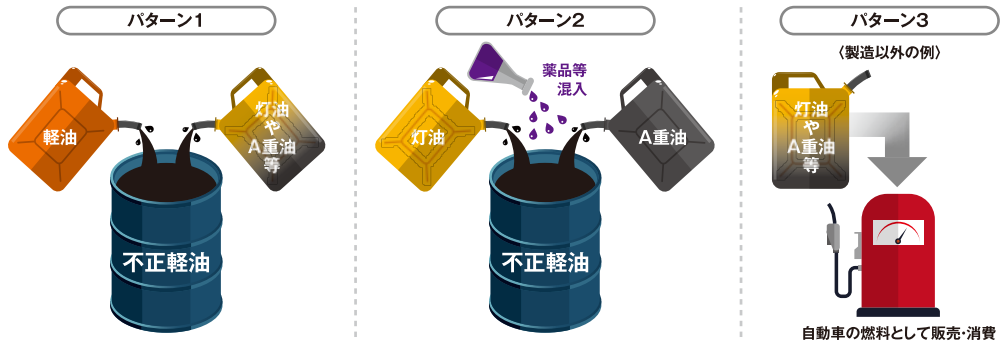 パターン1
軽油
灯油
や
A重油
等
不正軽油
パターン2
薬品等
混入
灯油
A重油
不正軽油
パターン3
〈製造以外の例〉
灯油
や
A重油
等
自動車の燃料として販売・消費